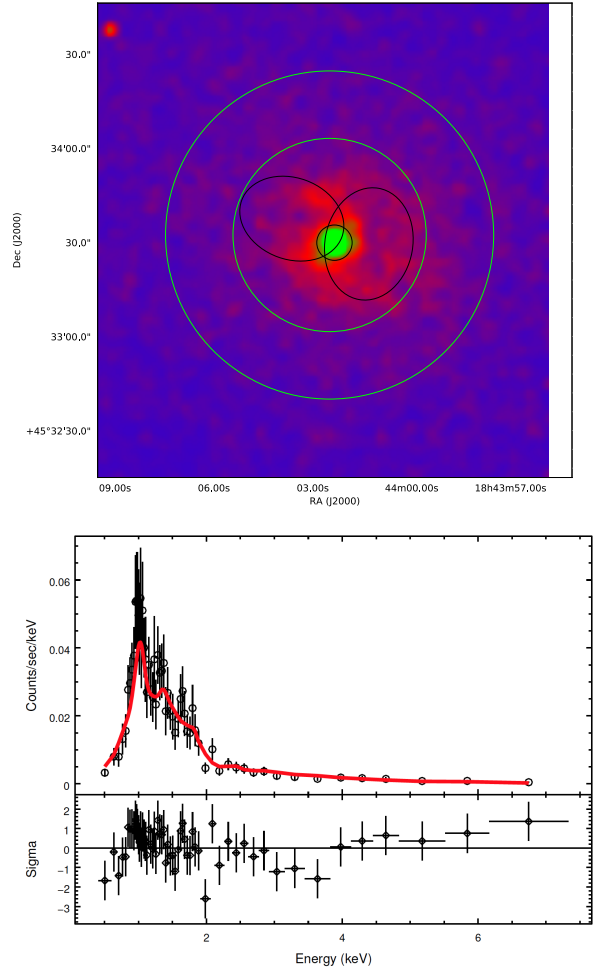 30.0"
34'00.0"
30.0"
33'00.0"
+45°32'30.0"
Dec (J2000)
09.00s 06.00s 03.00s 44m00.00s 18h43m57.00s
RA (J2000)
0.06
0.04
0.02
0
Counts/sec/keV
2
1
0
−1
−2
−3
Sigma
2 4 6
Energy (keV)